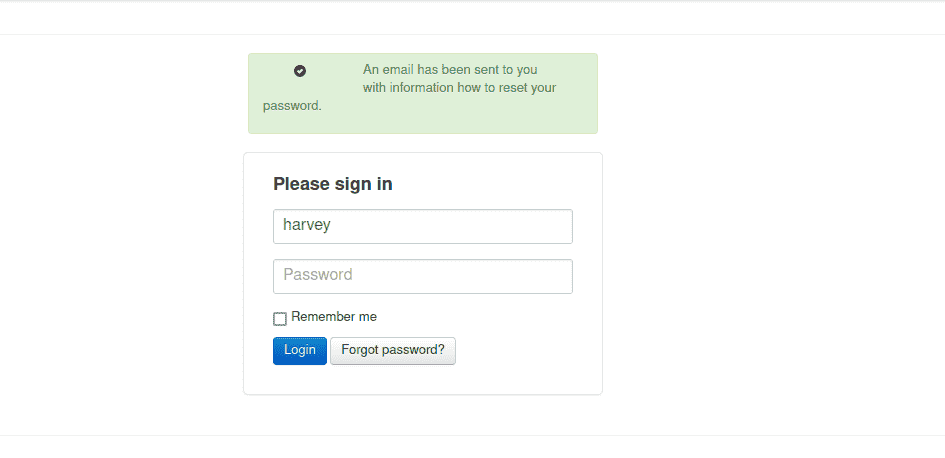 An email has been sent to you
with information how to reset your
password.
Please sign in
harvey
Password
Remember me
Login Forgot password?